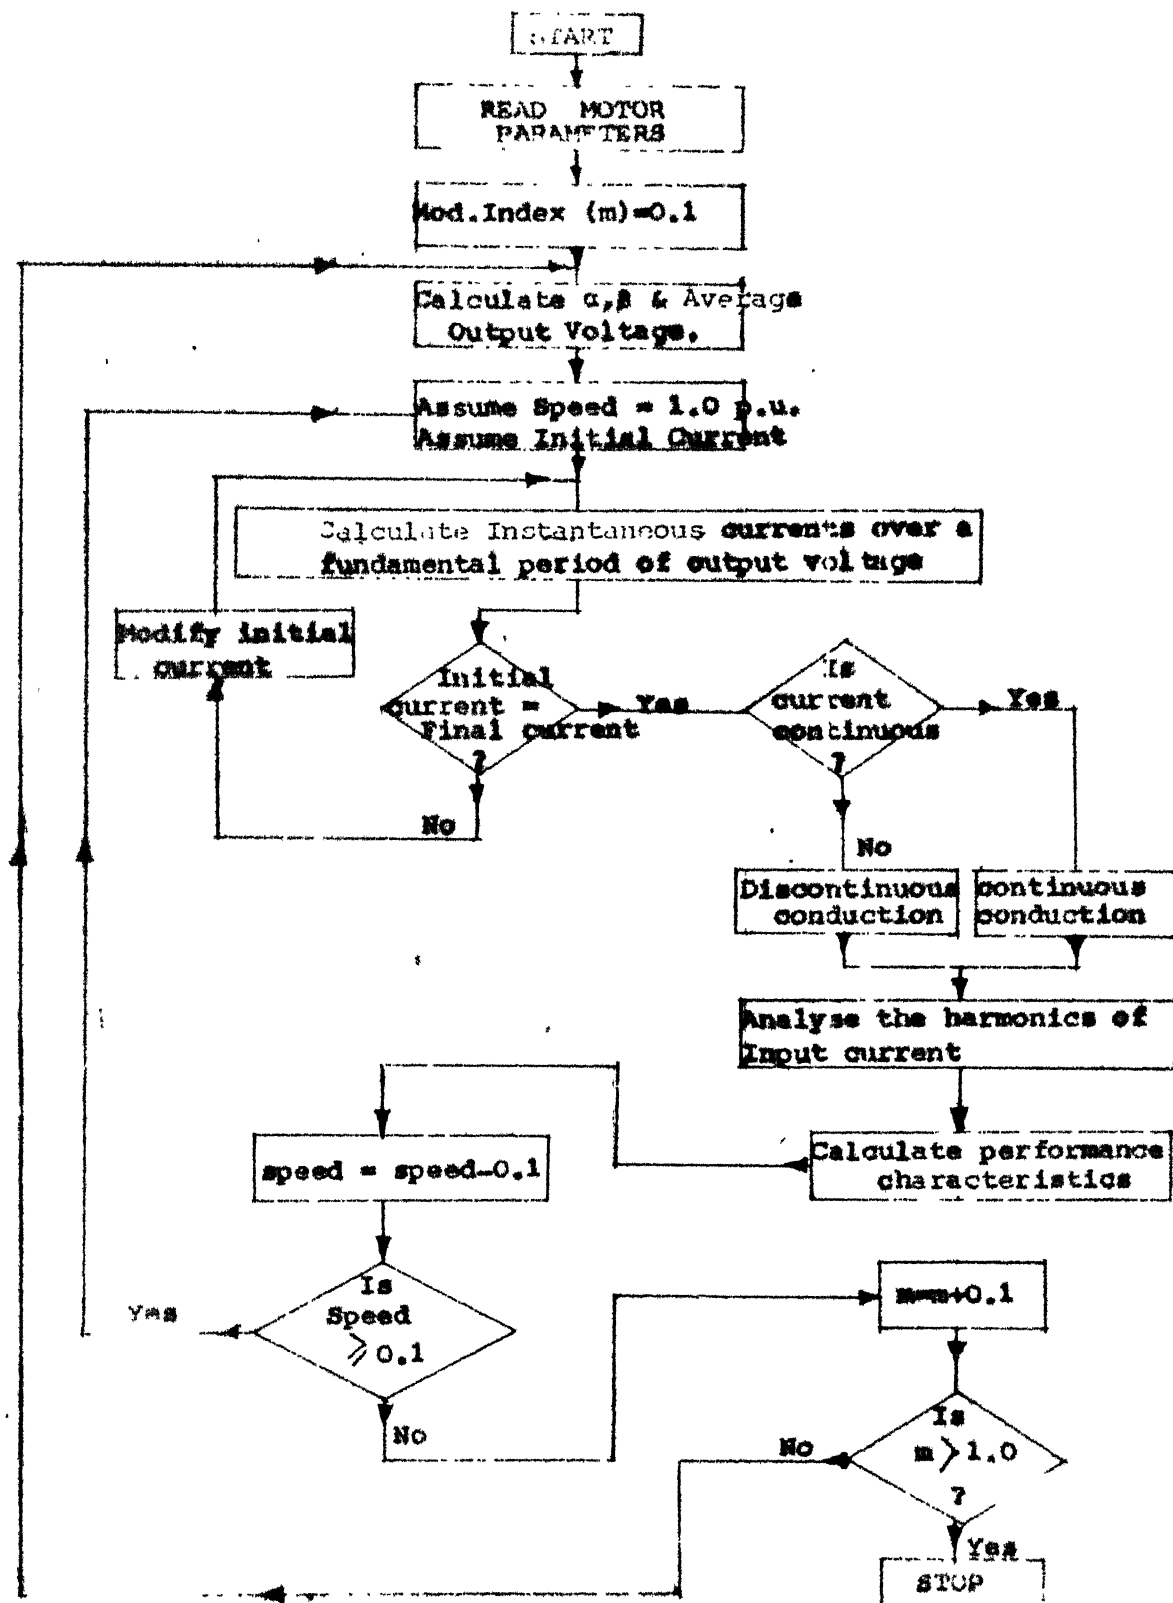 START
READ MOTOR
PARAMETERS
Mod.Index (m)=0.1
Calculate α,β & Average
Output Voltage.
Assume Speed = 1.0 p.u.
Assume Initial Current
Calculate Instantaneous currents over a
fundamental period of output voltage
Modify initial
current
Initial
current =
Final current
?
Yes
Is
current
continuous
?
Yes
No
No
Discontinuous
conduction
continuous
conduction
Analyse the harmonics of
Input current
Calculate performance
characteristics
speed = speed-0.1
Is
Speed
⩾ 0.1
Yes
No
m=m+0.1
Is
m > 1.0
?
No
Yes
STOP